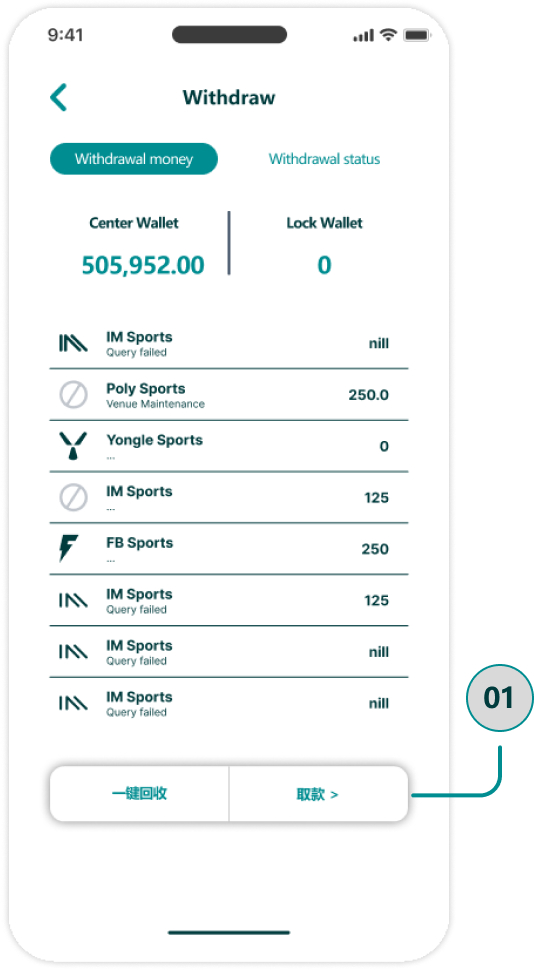 9:41
Withdraw
Withdrawal money
Withdrawal status
Center Wallet
Lock Wallet
505,952.00
0
IM Sports
Query failed
nill
Poly Sports
Venue Maintenance
250.0
Yongle Sports
...
0
IM Sports
...
125
FB Sports
...
250
IM Sports
Query failed
125
IM Sports
Query failed
nill
IM Sports
Query failed
nill
01
一键回收
取款 >